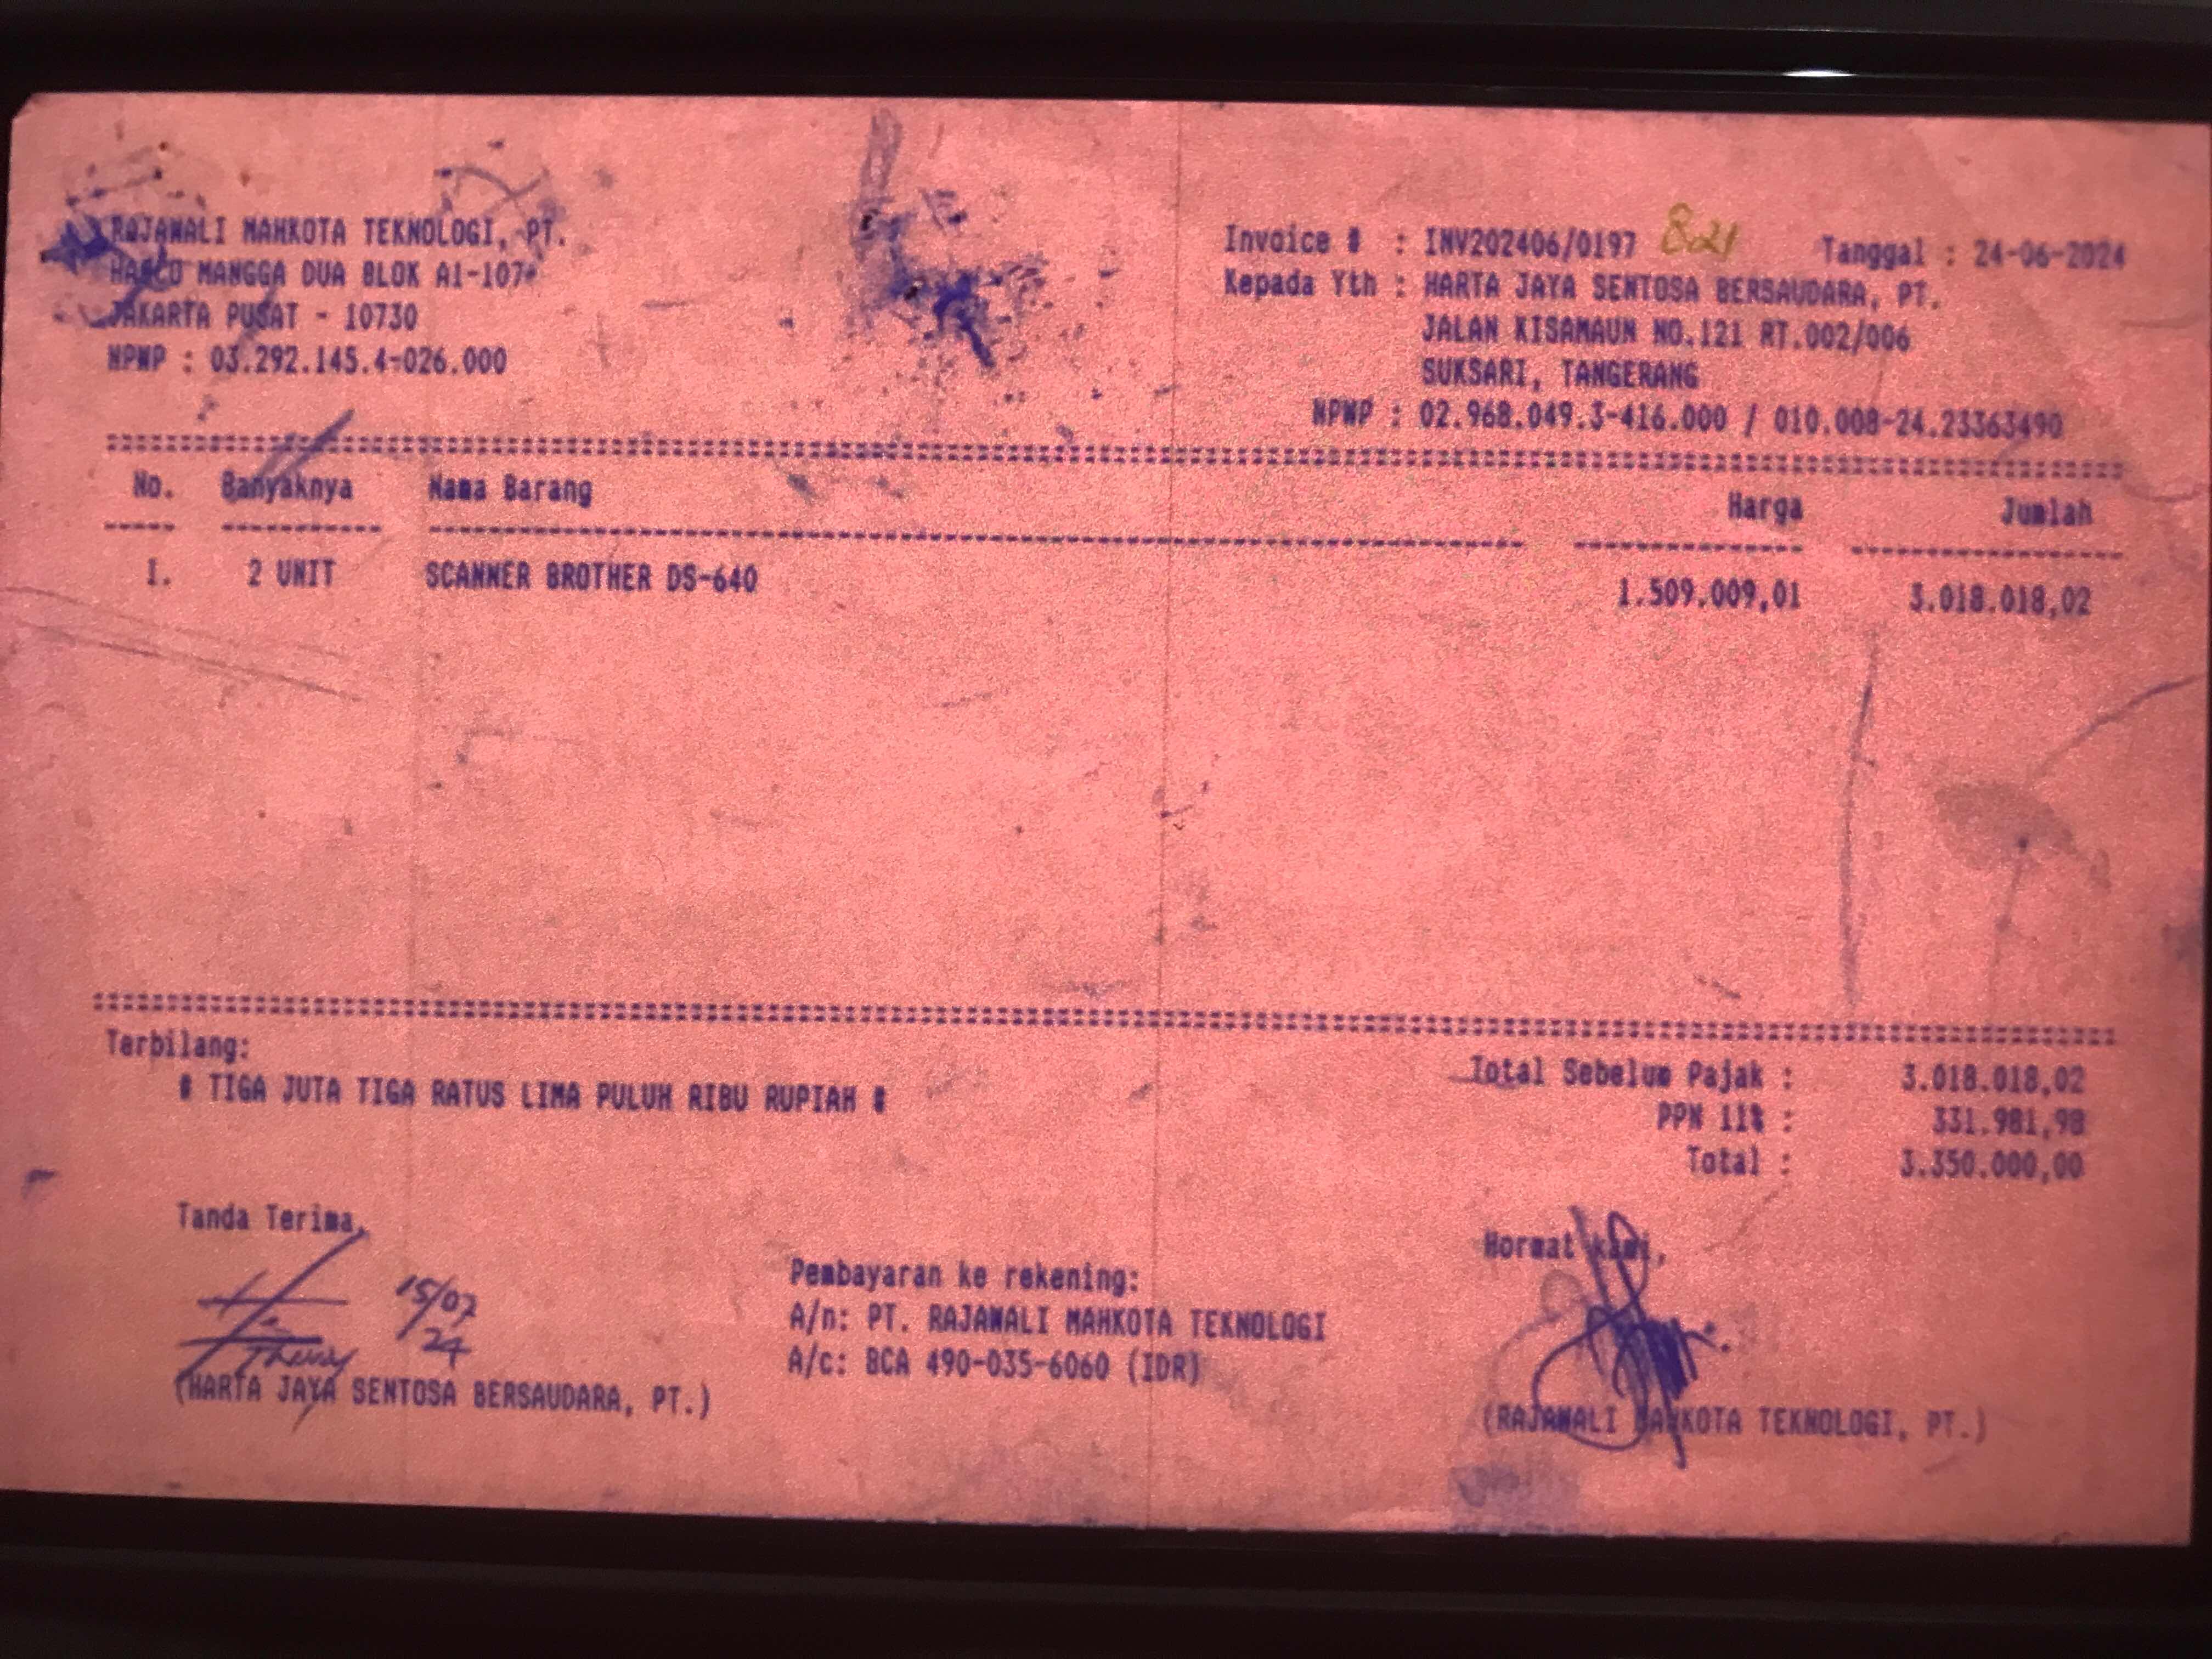 RAJAWALI MAHKOTA TEKNOLOGI, PT.
HARCO MANGGA DUA BLOK A1-107
JAKARTA PUSAT - 10730
NPWP : 03.292.145.4-026.000
Invoice # : INV202406/0197 821 Tanggal : 24-06-2024
Kepada Yth : HARTA JAYA SENTOSA BERSAUDARA, PT.
JALAN KISAMAUN NO.121 RT.002/006
SUKSARI, TANGERANG
NPWP : 02.968.049.3-416.000 / 010.008-24.23363490
No. Banyaknya Nama Barang Harga Jumlah
1. 2 UNIT SCANNER BROTHER DS-640 1.509.009,01 3.018.018,02
Terbilang:
# TIGA JUTA TIGA RATUS LIMA PULUH RIBU RUPIAH #
Total Sebelum Pajak : 3.018.018,02
PPN 11% : 331.981,98
Total : 3.350.000,00
Tanda Terima,
15/07
24
(HARTA JAYA SENTOSA BERSAUDARA, PT.)
Pembayaran ke rekening:
A/n: PT. RAJAWALI MAHKOTA TEKNOLOGI
A/c: BCA 490-035-6060 (IDR)
Hormat kami,
(RAJAWALI MAHKOTA TEKNOLOGI, PT.)